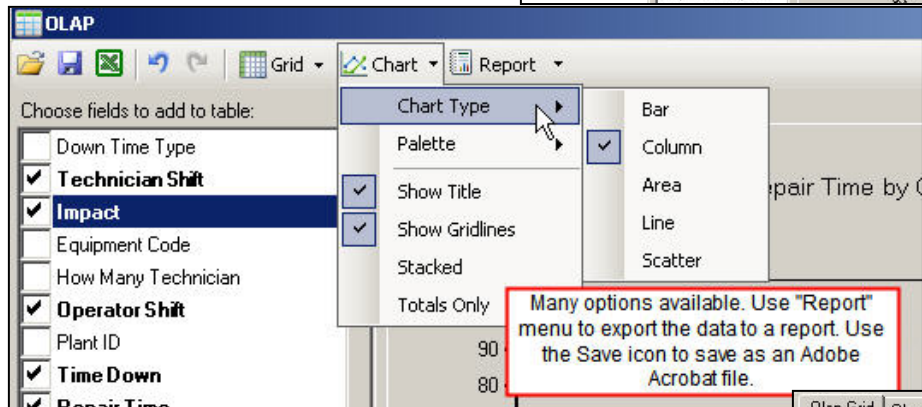 OLAP
Grid Chart Report
Choose fields to add to table:
Down Time Type
Technician Shift
Impact
Equipment Code
How Many Technician
Operator Shift
Plant ID
Time Down
Repair Time
Chart Type
Palette
Show Title
Show Gridlines
Stacked
Totals Only
Bar
Column
Area
Line
Scatter
epair Time by
90
80
Many options available. Use "Report"
menu to export the data to a report. Use
the Save icon to save as an Adobe
Acrobat file.
Olap Grid